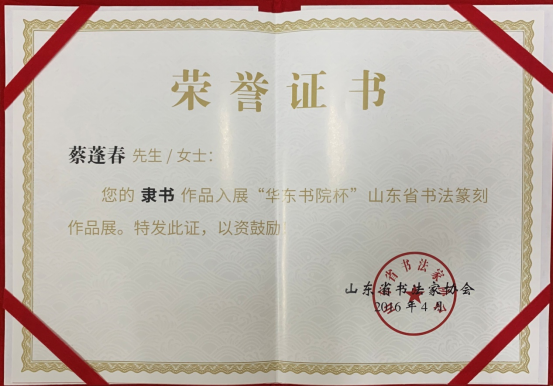 荣誉证书
蔡蓬春 先生/女士：
您的 隶书 作品入展“华东书院杯”山东省书法篆刻
作品展。特发此证，以资鼓励
山东省书法家协会
2016年4月